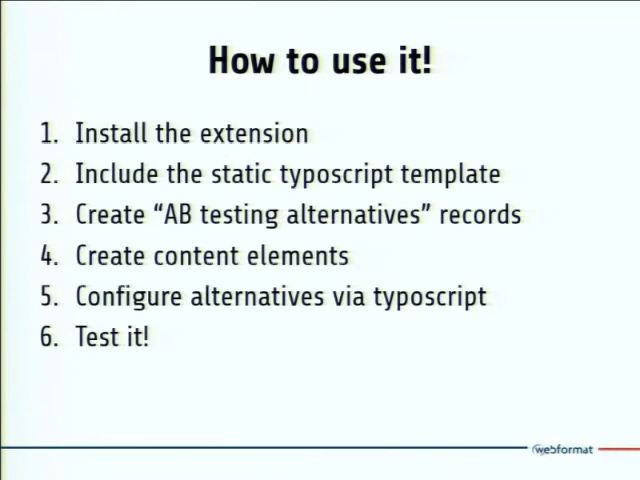 How to use it!
1. Install the extension
2. Include the static typoscript template
3. Create “AB testing alternatives” records
4. Create content elements
5. Configure alternatives via typoscript
6. Test it!
webformat